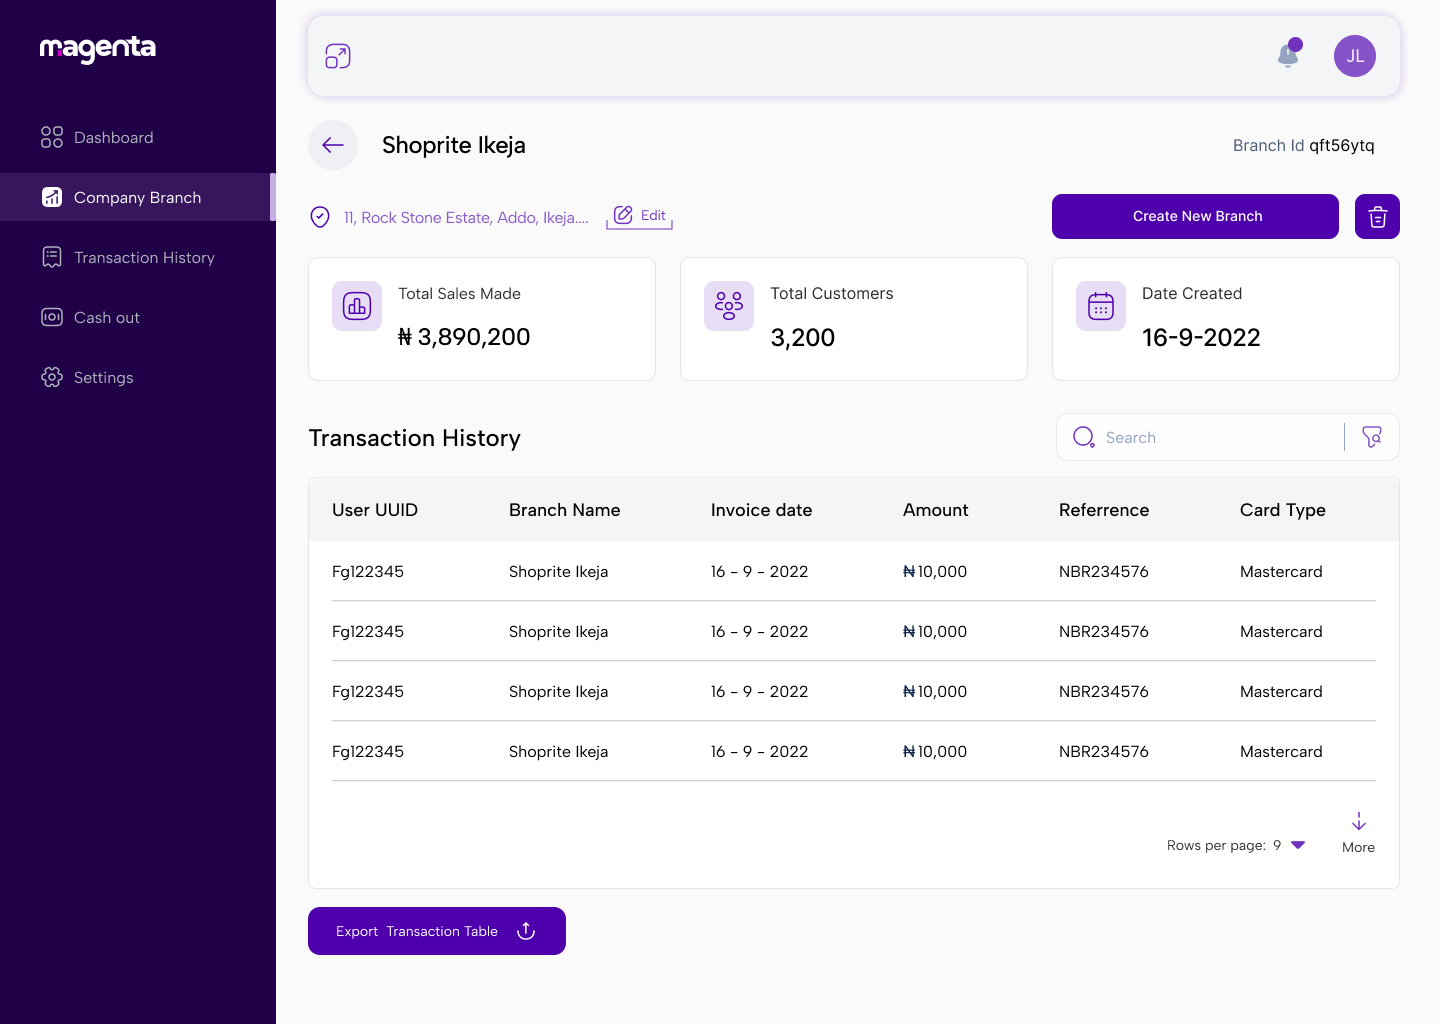 magenta
Dashboard
Company Branch
Transaction History
Cash out
Settings
JL
Shoprite Ikeja
Branch Id qft56ytq
11, Rock Stone Estate, Addo, Ikeja....
Edit
Create New Branch
Total Sales Made
₦ 3,890,200
Total Customers
3,200
Date Created
16-9-2022
Transaction History
Search
User UUID Branch Name Invoice date Amount Referrence Card Type
Fg122345 Shoprite Ikeja 16 - 9 - 2022 ₦10,000 NBR234576 Mastercard
Fg122345 Shoprite Ikeja 16 - 9 - 2022 ₦10,000 NBR234576 Mastercard
Fg122345 Shoprite Ikeja 16 - 9 - 2022 ₦10,000 NBR234576 Mastercard
Fg122345 Shoprite Ikeja 16 - 9 - 2022 ₦10,000 NBR234576 Mastercard
Rows per page: 9
More
Export Transaction Table